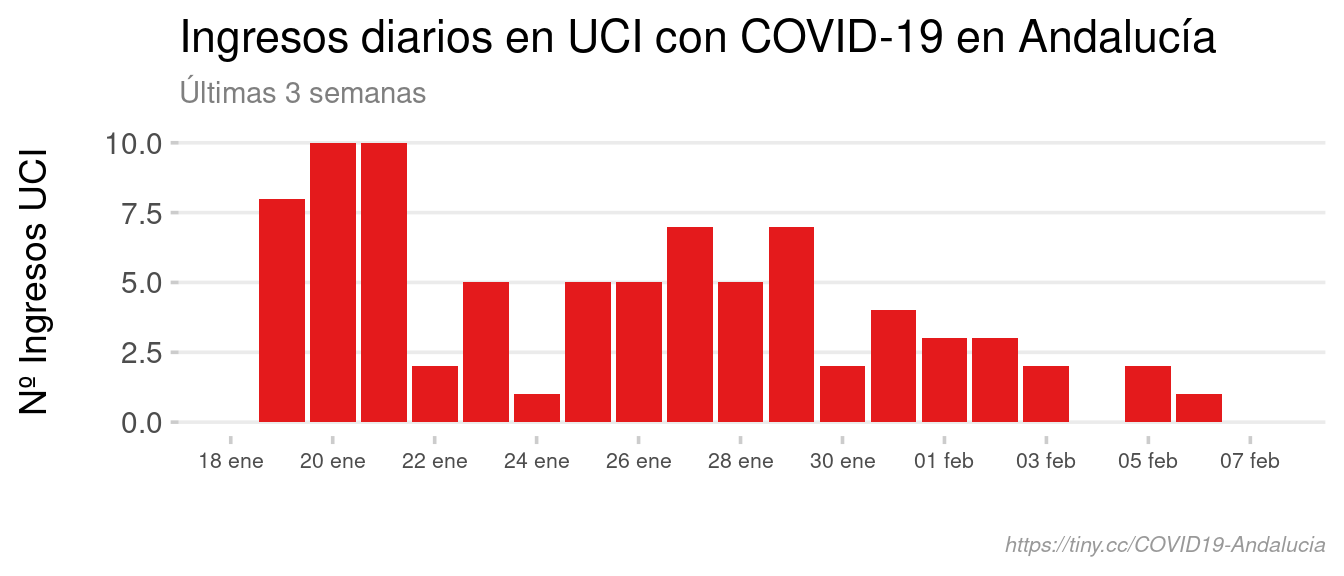 Ingresos diarios en UCI con COVID-19 en Andalucía
Últimas 3 semanas
Nº Ingresos UCI
10.0
7.5
5.0
2.5
0.0
18 ene 20 ene 22 ene 24 ene 26 ene 28 ene 30 ene 01 feb 03 feb 05 feb 07 feb
https://tiny.cc/COVID19-Andalucia